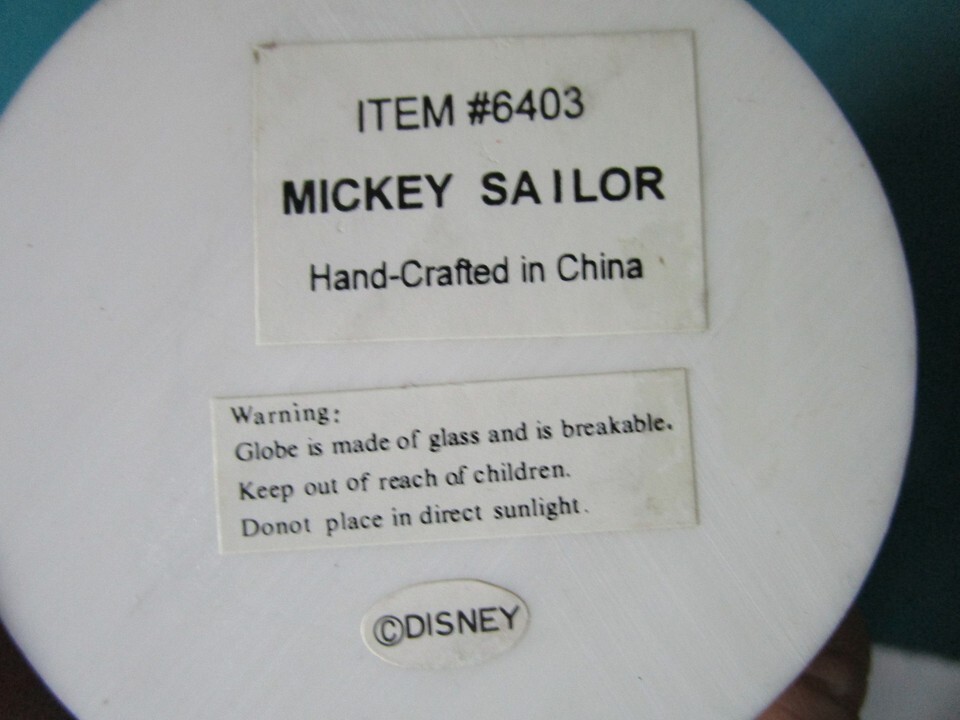 ITEM #6403
MICKEY SAILOR
Hand-Crafted in China
Warning:
Globe is made of glass and is breakable.
Keep out of reach of children.
Donot place in direct sunlight.
©DISNEY